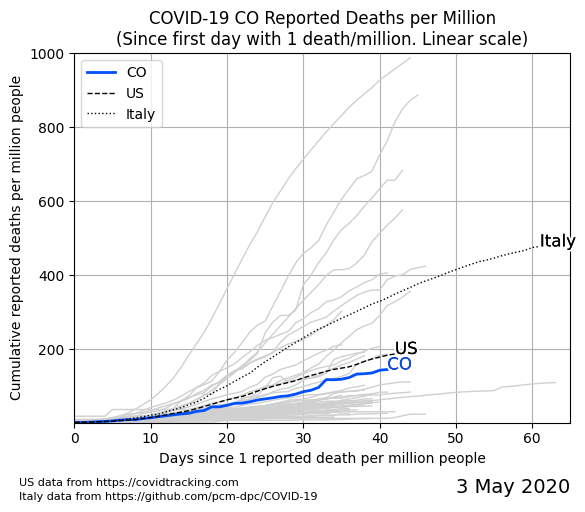 COVID-19 CO Reported Deaths per Million
(Since first day with 1 death/million. Linear scale)
1000
800
600
400
200
Cumulative reported deaths per million people
CO
US
Italy
Italy
US
CO
0
10
20
30
40
50
60
Days since 1 reported death per million people
US data from https://covidtracking.com
Italy data from https://github.com/pcm-dpc/COVID-19
3 May 2020